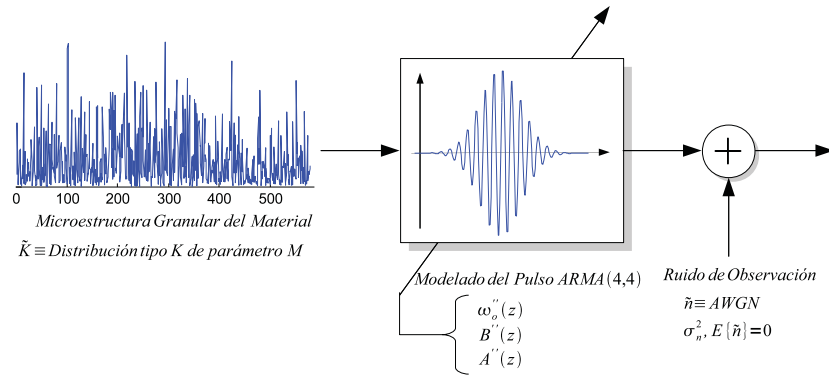 0 100 200 300 400 500
Microestructura Granular del Material
K̃ ≡ Distribución tipo K de parámetro M
+
Modelado del Pulso ARMA(4,4)
ω''ₒ(z)
B''(z)
A''(z)
Ruido de Observación
ñ ≡ AWGN
σ²ₙ, E{ñ}=0